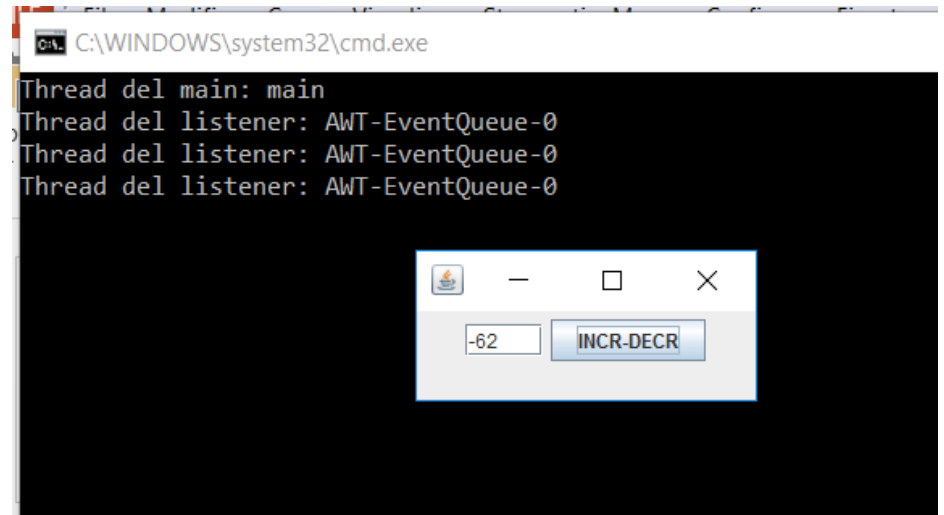 C:\WINDOWS\system32\cmd.exe
Thread del main: main
Thread del listener: AWT-EventQueue-0
Thread del listener: AWT-EventQueue-0
Thread del listener: AWT-EventQueue-0
-62 INCR-DECR